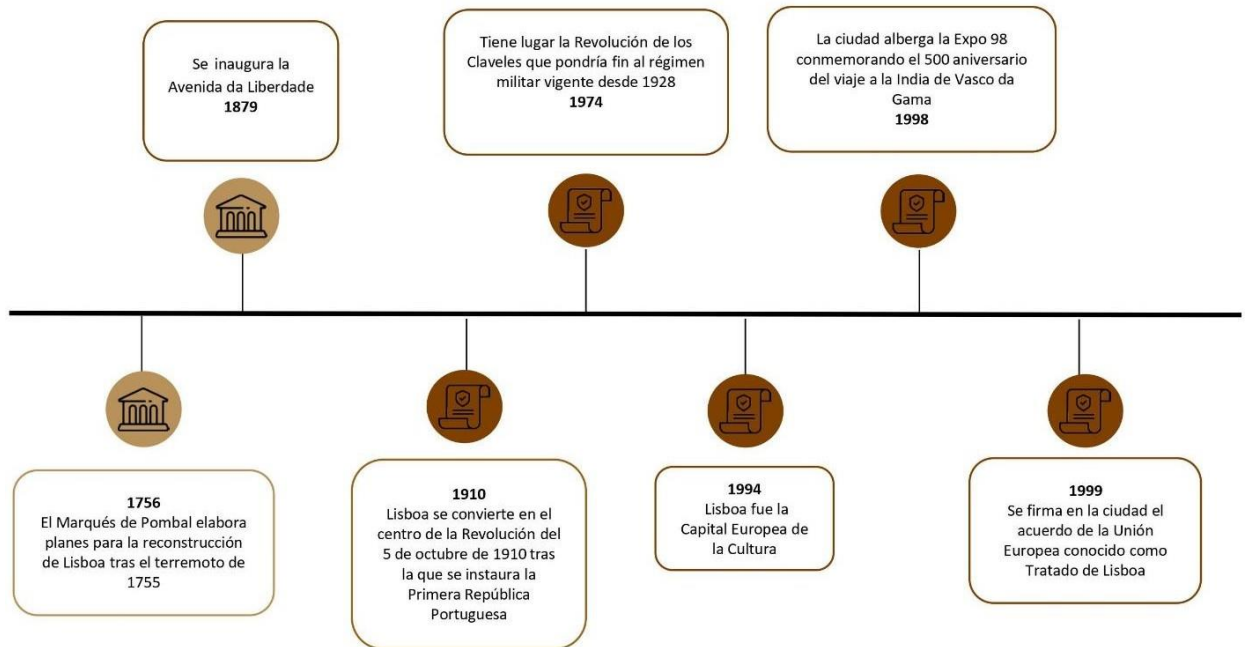 Se inaugura la
Avenida da Liberdade
1879
Tiene lugar la Revolución de los
Claveles que pondría fin al régimen
militar vigente desde 1928
1974
La ciudad alberga la Expo 98
conmemorando el 500 aniversario
del viaje a la India de Vasco da
Gama
1998
1756
El Marqués de Pombal elabora
planes para la reconstrucción
de Lisboa tras el terremoto de
1755
1910
Lisboa se convierte en el
centro de la Revolución del
5 de octubre de 1910 tras
la que se instaura la
Primera República
Portuguesa
1994
Lisboa fue la
Capital Europea de
la Cultura
1999
Se firma en la ciudad el
acuerdo de la Unión
Europea conocido como
Tratado de Lisboa